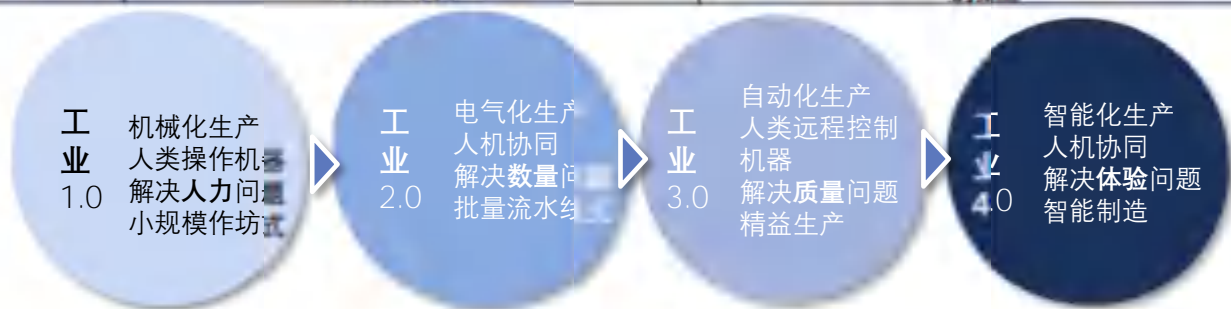 工
业
1.0
机械化生产
人类操作机器
解决人力问题
小规模作坊式
工
业
2.0
电气化生产
人机协同
解决数量问题
批量流水线式
工
业
3.0
自动化生产
人类远程控制
机器
解决质量问题
精益生产
工
业
4.0
智能化生产
人机协同
解决体验问题
智能制造